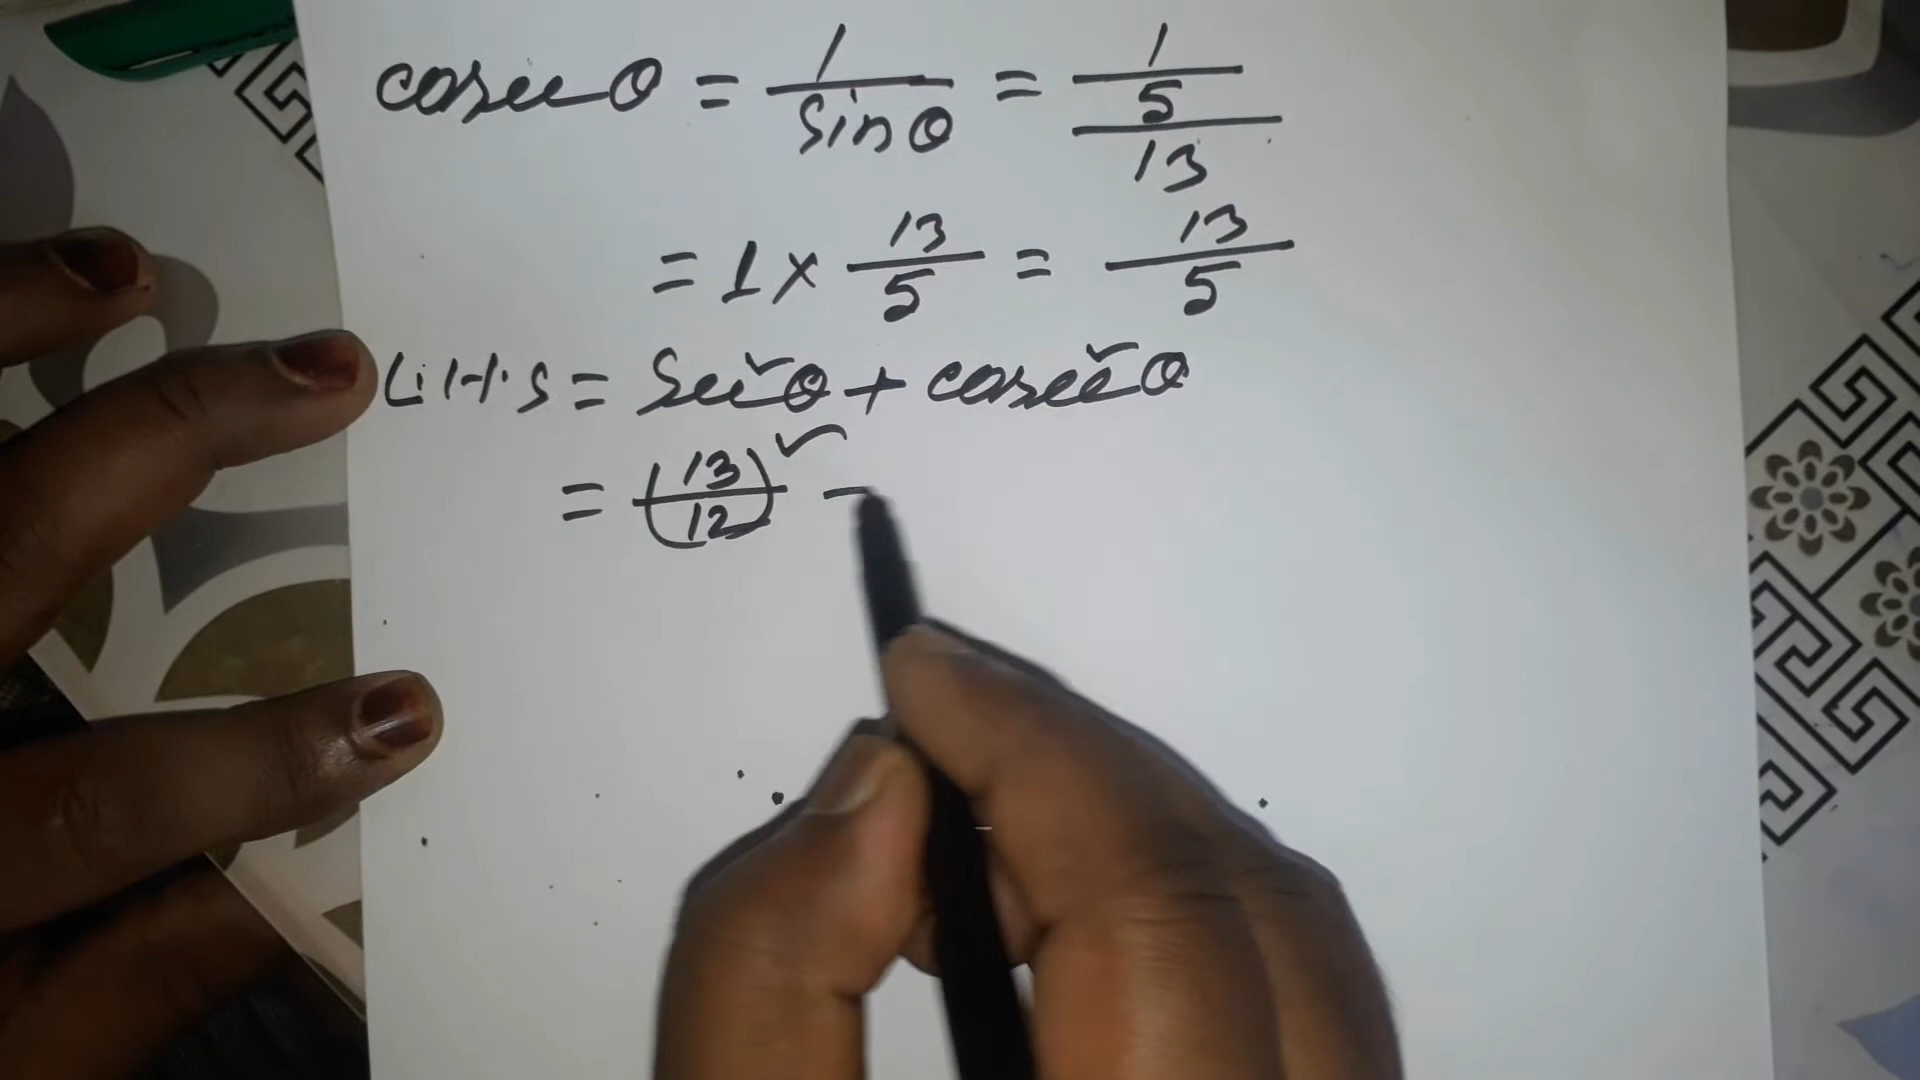 cosec θ = 1/sin θ = 1/(5/13)
= 1 × 13/5 = 13/5
L.H.S = sec²θ + cosec²θ
= (13/12)² −